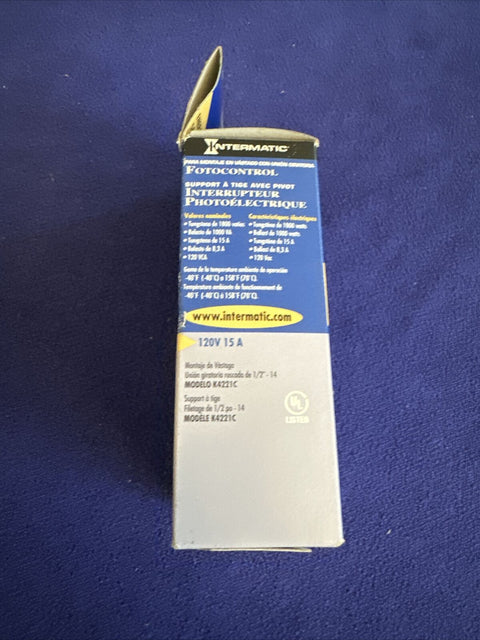 INTERMATIC
PARA MONTAJE EN VÁSTAGO CON UNIÓN GIRATORIA
FOTOCONTROL
SUPPORT À TIGE AVEC PIVOT
INTERRUPTEUR
PHOTOÉLECTRIQUE
Valores nominales
• Tungsteno de 1800 vatios
• Balasto de 1000 VA
• Tungsteno de 15 A
• Balasto de 8,3 A
• 120 VCA
Caractéristiques électriques
• Tungstène de 1800 watts
• Ballast de 1000 watts
• Tungstène de 15 A
• Ballast de 8,3 A
• 120 Vac
Gama de la temperatura ambiente de operación
-40°F (-40°C) a 158°F (70°C).
Température ambiante de fonctionnement de
-40°F (-40°C) à 158°F (70°C).
www.intermatic.com
120V 15 A
Montaje de Vástago
Unión giratoria roscada de 1/2" - 14
MODELO K4221C
Support à tige
Filetage de 1/2 po - 14
MODÈLE K4221C
UL
LISTED